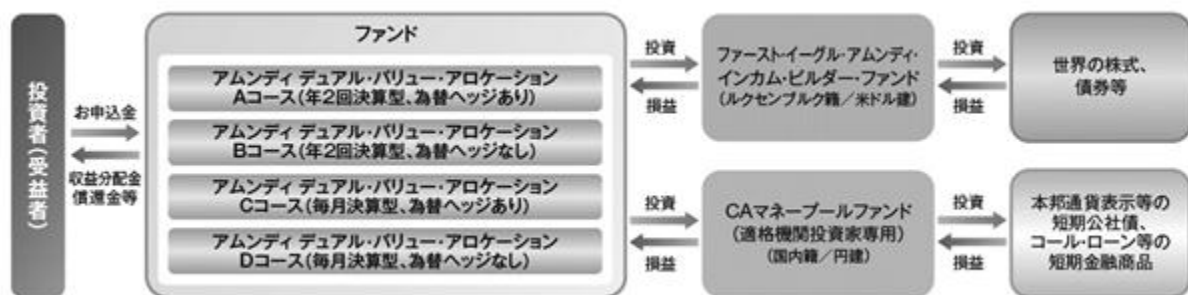 投資者(受益者)
お申込金
収益分配金
償還金等
ファンド
アムンディ デュアル・バリュー・アロケーション
Aコース(年2回決算型、為替ヘッジあり)
アムンディ デュアル・バリュー・アロケーション
Bコース(年2回決算型、為替ヘッジなし)
アムンディ デュアル・バリュー・アロケーション
Cコース(毎月決算型、為替ヘッジあり)
アムンディ デュアル・バリュー・アロケーション
Dコース(毎月決算型、為替ヘッジなし)
投資
損益
ファースト・イーグル・アムンディ・
インカム・ビルダー・ファンド
(ルクセンブルク籍/米ドル建)
投資
損益
世界の株式、
債券等
投資
損益
CAマネープールファンド
(適格機関投資家専用)
(国内籍/円建)
投資
損益
本邦通貨表示等の
短期公社債、
コール・ローン等の
短期金融商品